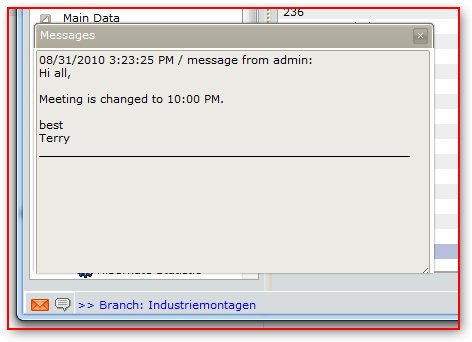 Main Data
236
Messages
08/31/2010 3:23:25 PM / message from admin:
Hi all,
Meeting is changed to 10:00 PM.
best
Terry
>> Branch: Industriemontagen